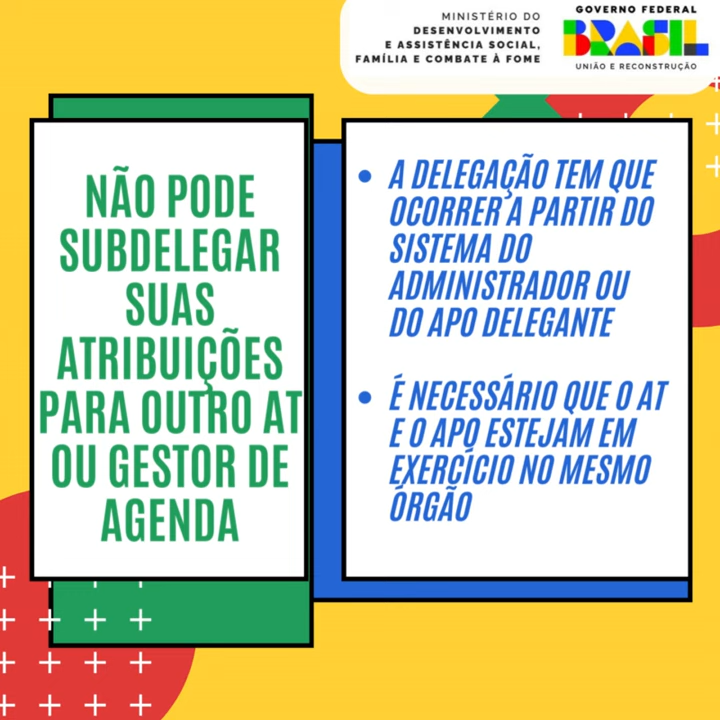 MINISTÉRIO DO
DESENVOLVIMENTO
E ASSISTÊNCIA SOCIAL,
FAMÍLIA E COMBATE À FOME
GOVERNO FEDERAL
BRASIL
UNIÃO E RECONSTRUÇÃO
NÃO PODE
SUBDELEGAR
SUAS
ATRIBUIÇÕES
PARA OUTRO AT
OU GESTOR DE
AGENDA
• A DELEGAÇÃO TEM QUE
OCORRER A PARTIR DO
SISTEMA DO
ADMINISTRADOR OU
DO APO DELEGANTE
• É NECESSÁRIO QUE O AT
E O APO ESTEJAM EM
EXERCÍCIO NO MESMO
ÓRGÃO